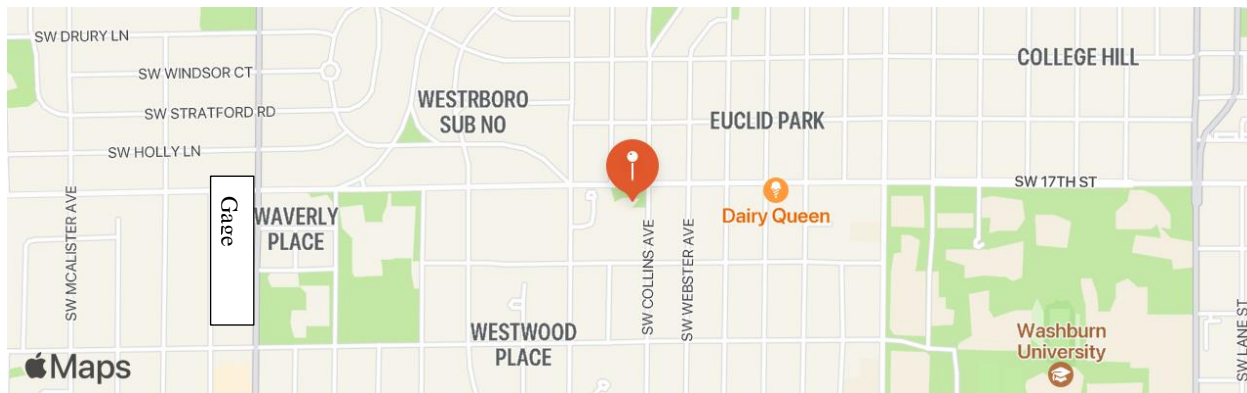 SW DRURY LN
COLLEGE HILL
SW WINDSOR CT
WESTRBORO
SUB NO
SW STRATFORD RD
EUCLID PARK
SW HOLLY LN
SW 17TH ST
Gage
WAVERLY
PLACE
Dairy Queen
SW MCALISTER AVE
SW COLLINS AVE
SW WEBSTER AVE
WESTWOOD
PLACE
Washburn
University
SW LANE ST
Maps